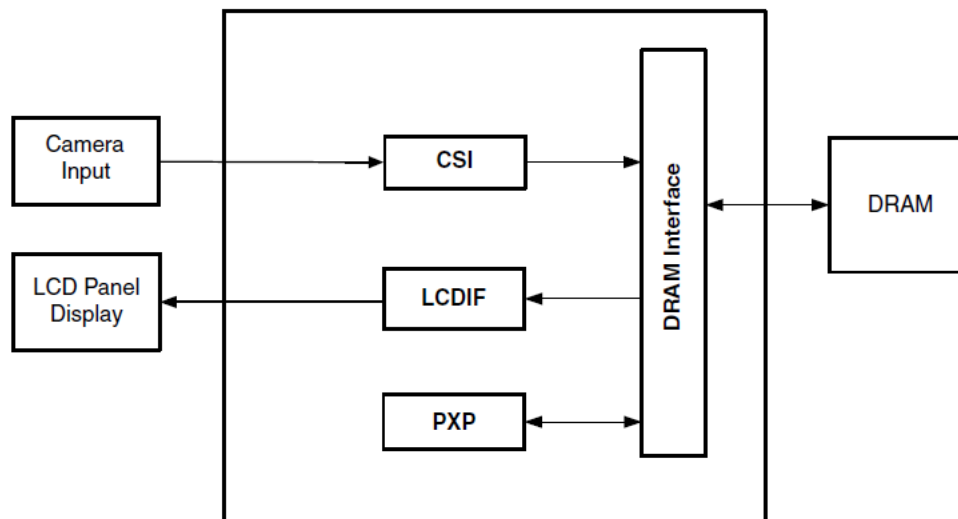 Camera
Input
CSI
DRAM Interface
DRAM
LCD Panel
Display
LCDIF
PXP